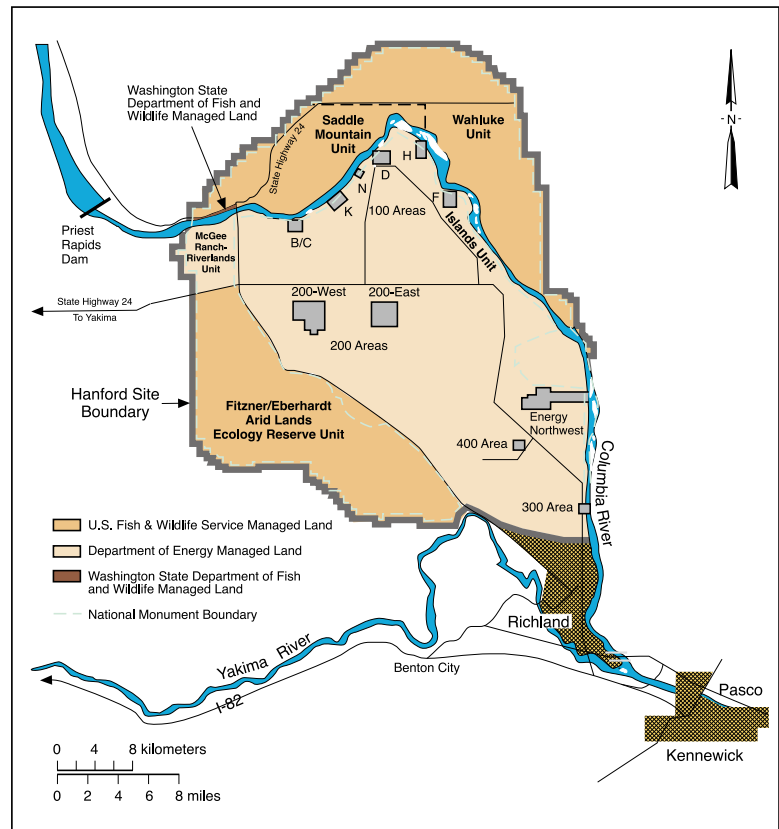 Washington State
Department of Fish and
Wildlife Managed Land
Saddle
Mountain
Unit
Wahluke
Unit
-N-
State Highway 24
H
D
N
K
F
B/C
100 Areas
Islands Unit
Priest
Rapids
Dam
McGee
Ranch-
Riverlands
Unit
State Highway 24
To Yakima
200-West
200-East
200 Areas
Hanford Site
Boundary
Fitzner/Eberhardt
Arid Lands
Ecology Reserve Unit
Energy
Northwest
400 Area
300 Area
Columbia River
U.S. Fish & Wildlife Service Managed Land
Department of Energy Managed Land
Washington State Department of Fish
and Wildlife Managed Land
National Monument Boundary
Richland
Yakima River
Benton City
I-82
Pasco
Kennewick
0 4 8 kilometers
0 2 4 6 8 miles